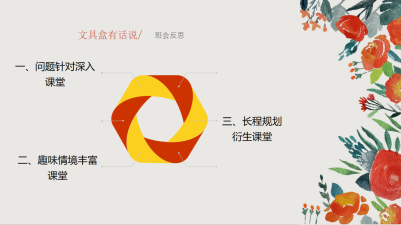 文具盒有话说/ 班会反思
一、问题针对深入
课堂
三、长程规划
衍生课堂
二、趣味情境丰富
课堂